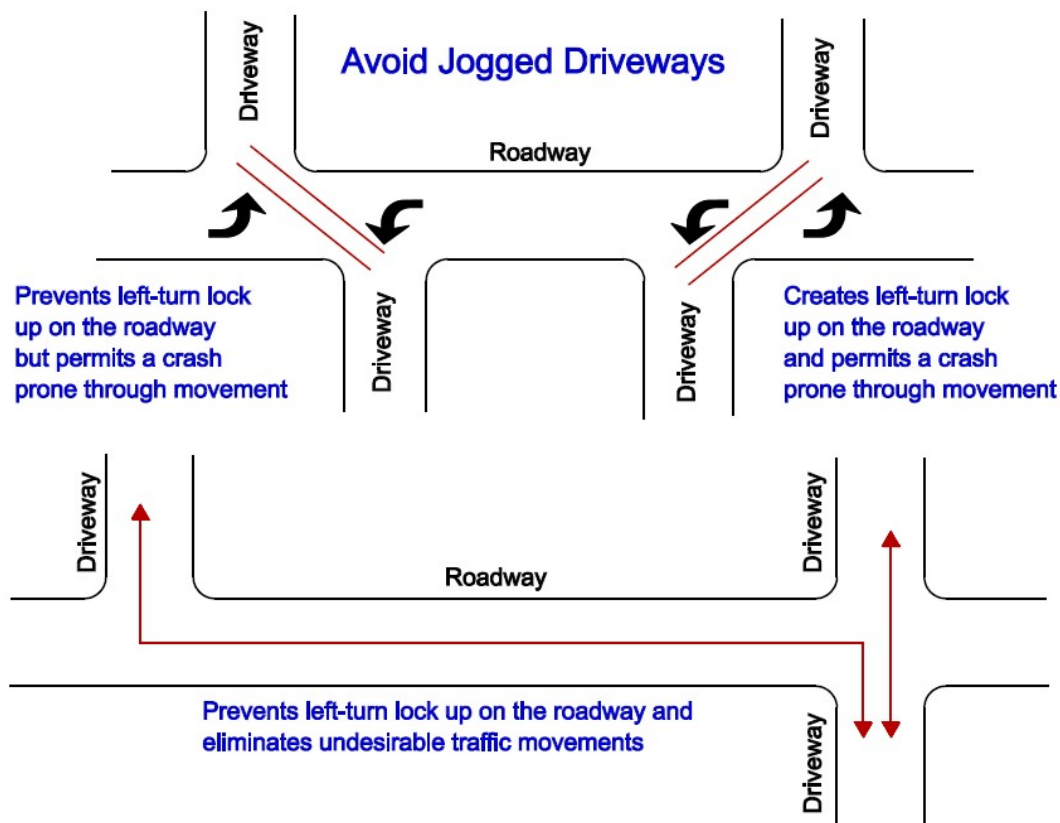 Driveway
Avoid Jogged Driveways
Driveway
Roadway
Prevents left-turn lock
up on the roadway
but permits a crash
prone through movement
Driveway
Driveway
Creates left-turn lock
up on the roadway
and permits a crash
prone through movement
Driveway
Roadway
Driveway
Prevents left-turn lock up on the roadway and
eliminates undesirable traffic movements
Driveway